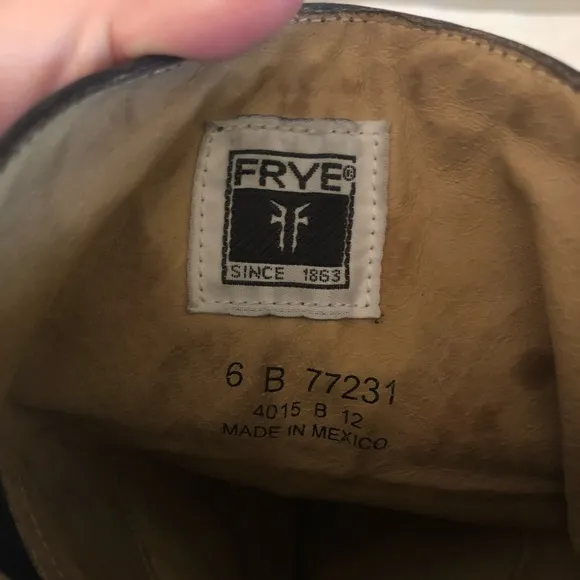 FRYE®
SINCE 1863
6 B 77231
4015 B 12
MADE IN MEXICO